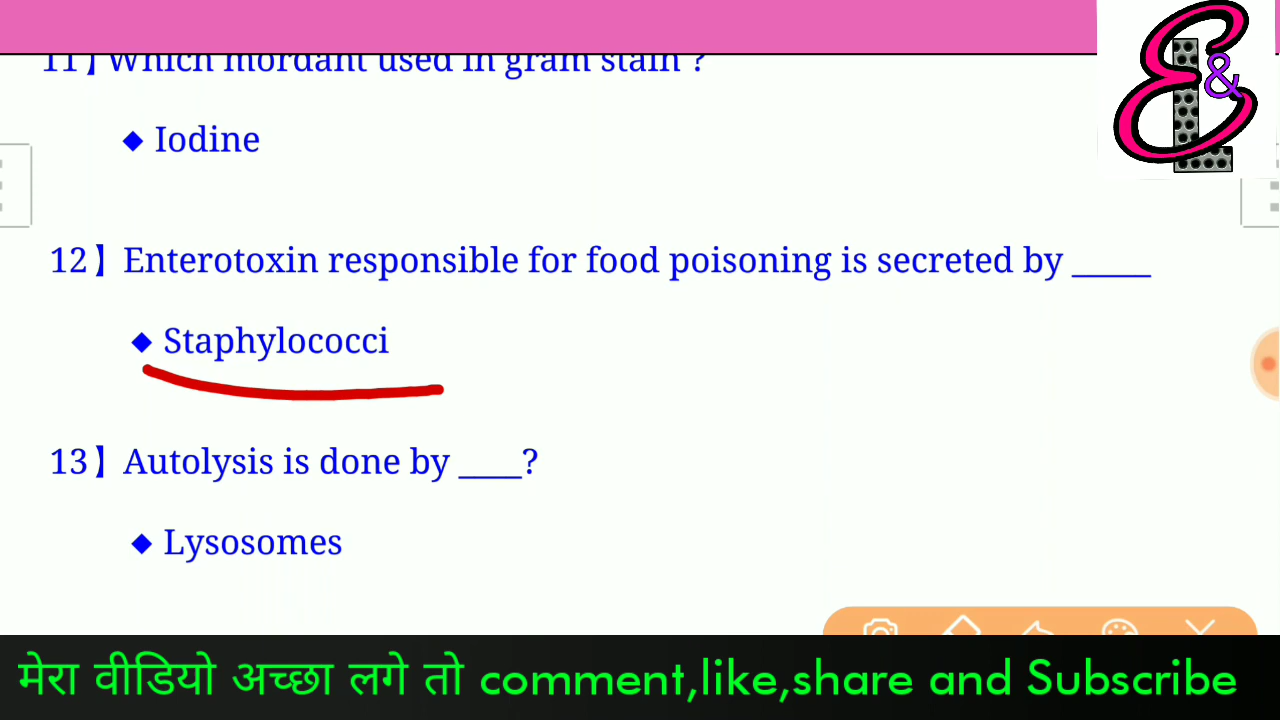 11】Which mordant used in gram stain ?
◆ Iodine
12】Enterotoxin responsible for food poisoning is secreted by _____
◆ Staphylococci
13】Autolysis is done by ____?
◆ Lysosomes
मेरा वीडियो अच्छा लगे तो comment,like,share and Subscribe
E & L